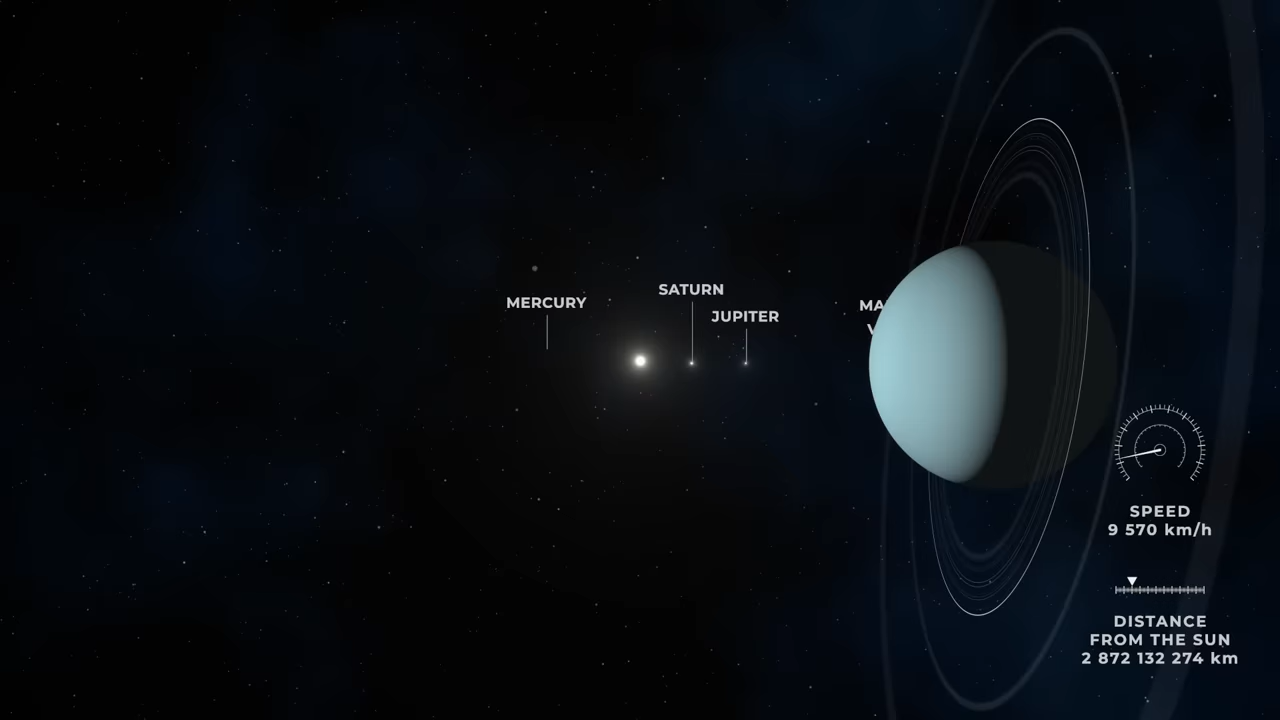 SATURN
MERCURY
JUPITER
SPEED
9 570 km/h
DISTANCE
FROM THE SUN
2 872 132 274 km